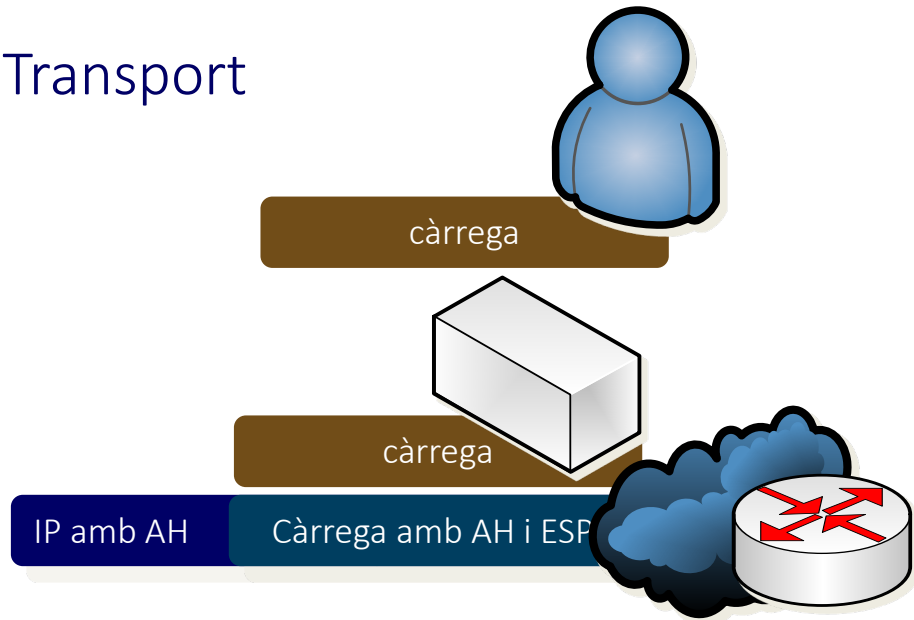 Transport
càrrega
càrrega
IP amb AH
Càrrega amb AH i ESP